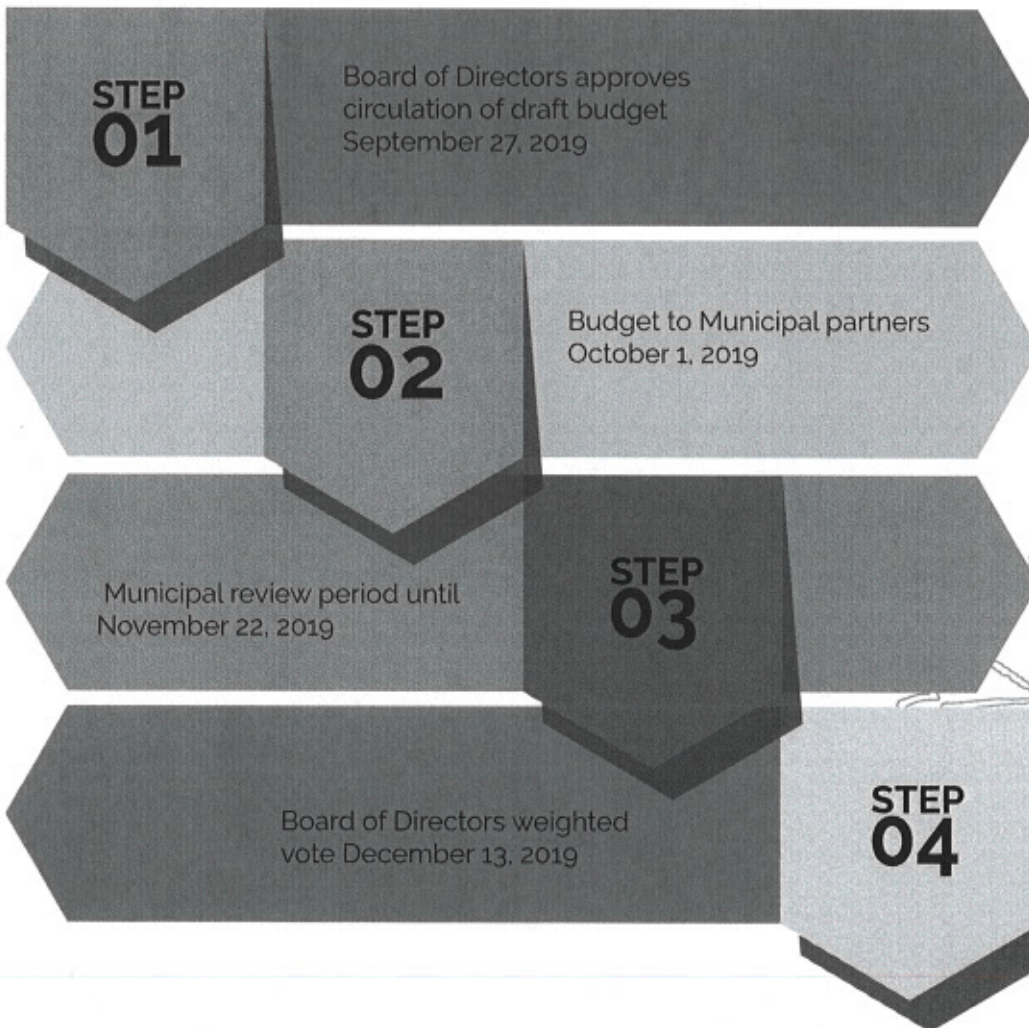 STEP
01
Board of Directors approves
circulation of draft budget
September 27, 2019
STEP
02
Budget to Municipal partners
October 1, 2019
Municipal review period until
November 22, 2019
STEP
03
Board of Directors weighted
vote December 13, 2019
STEP
04